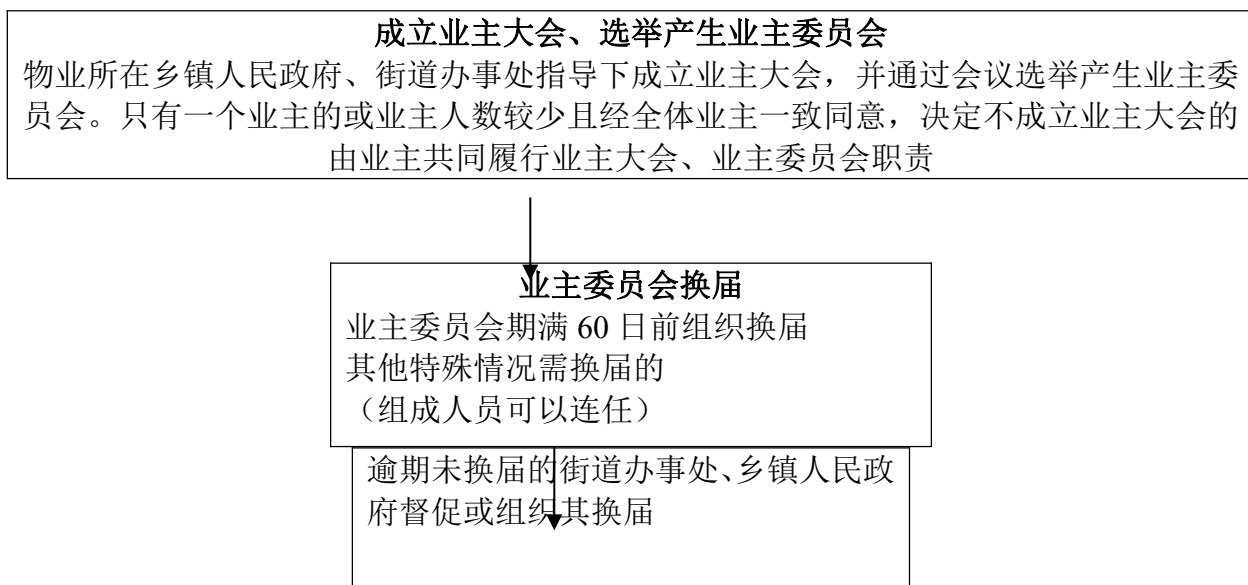 成立业主大会、选举产生业主委员会
物业所在乡镇人民政府、街道办事处指导下成立业主大会，并通过会议选举产生业主委
员会。只有一个业主的或业主人数较少且经全体业主一致同意，决定不成立业主大会的
由业主共同履行业主大会、业主委员会职责
业主委员会换届
业主委员会期满 60 日前组织换届
其他特殊情况需换届的
（组成人员可以连任）
逾期未换届的街道办事处、乡镇人民政
府督促或组织其换届